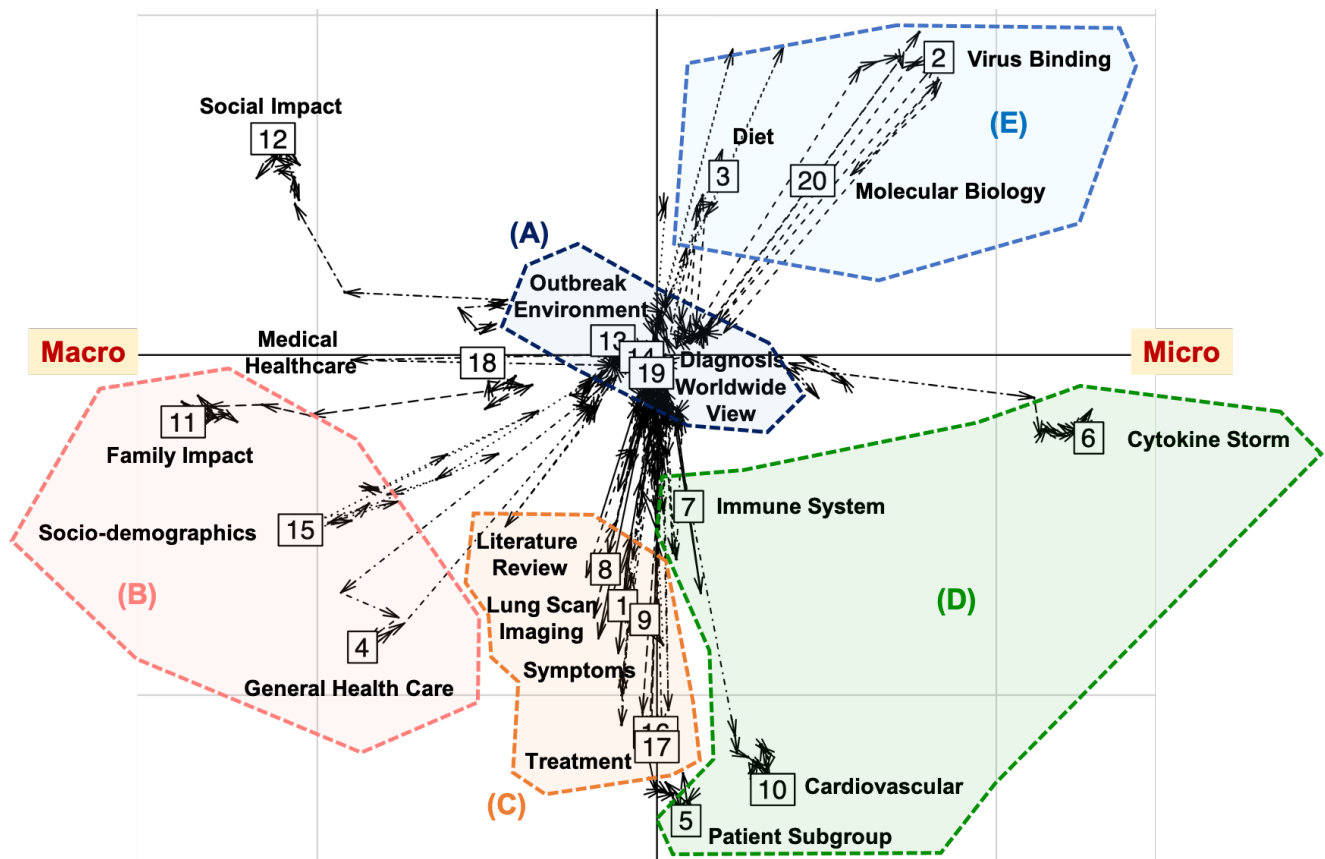 2
Virus Binding
Social Impact
12
(E)
Diet
3
20
Molecular Biology
(A)
Outbreak
Environment
13
Medical
Healthcare
18
Macro
Micro
19
Diagnosis
Worldwide
View
11
Family Impact
6
Cytokine Storm
7
Immune System
15
Socio-demographics
Literature
Review
8
(B)
(D)
Lung Scan
Imaging
1
9
4
General Health Care
Symptoms
17
Treatment
(C)
10
Cardiovascular
5
Patient Subgroup